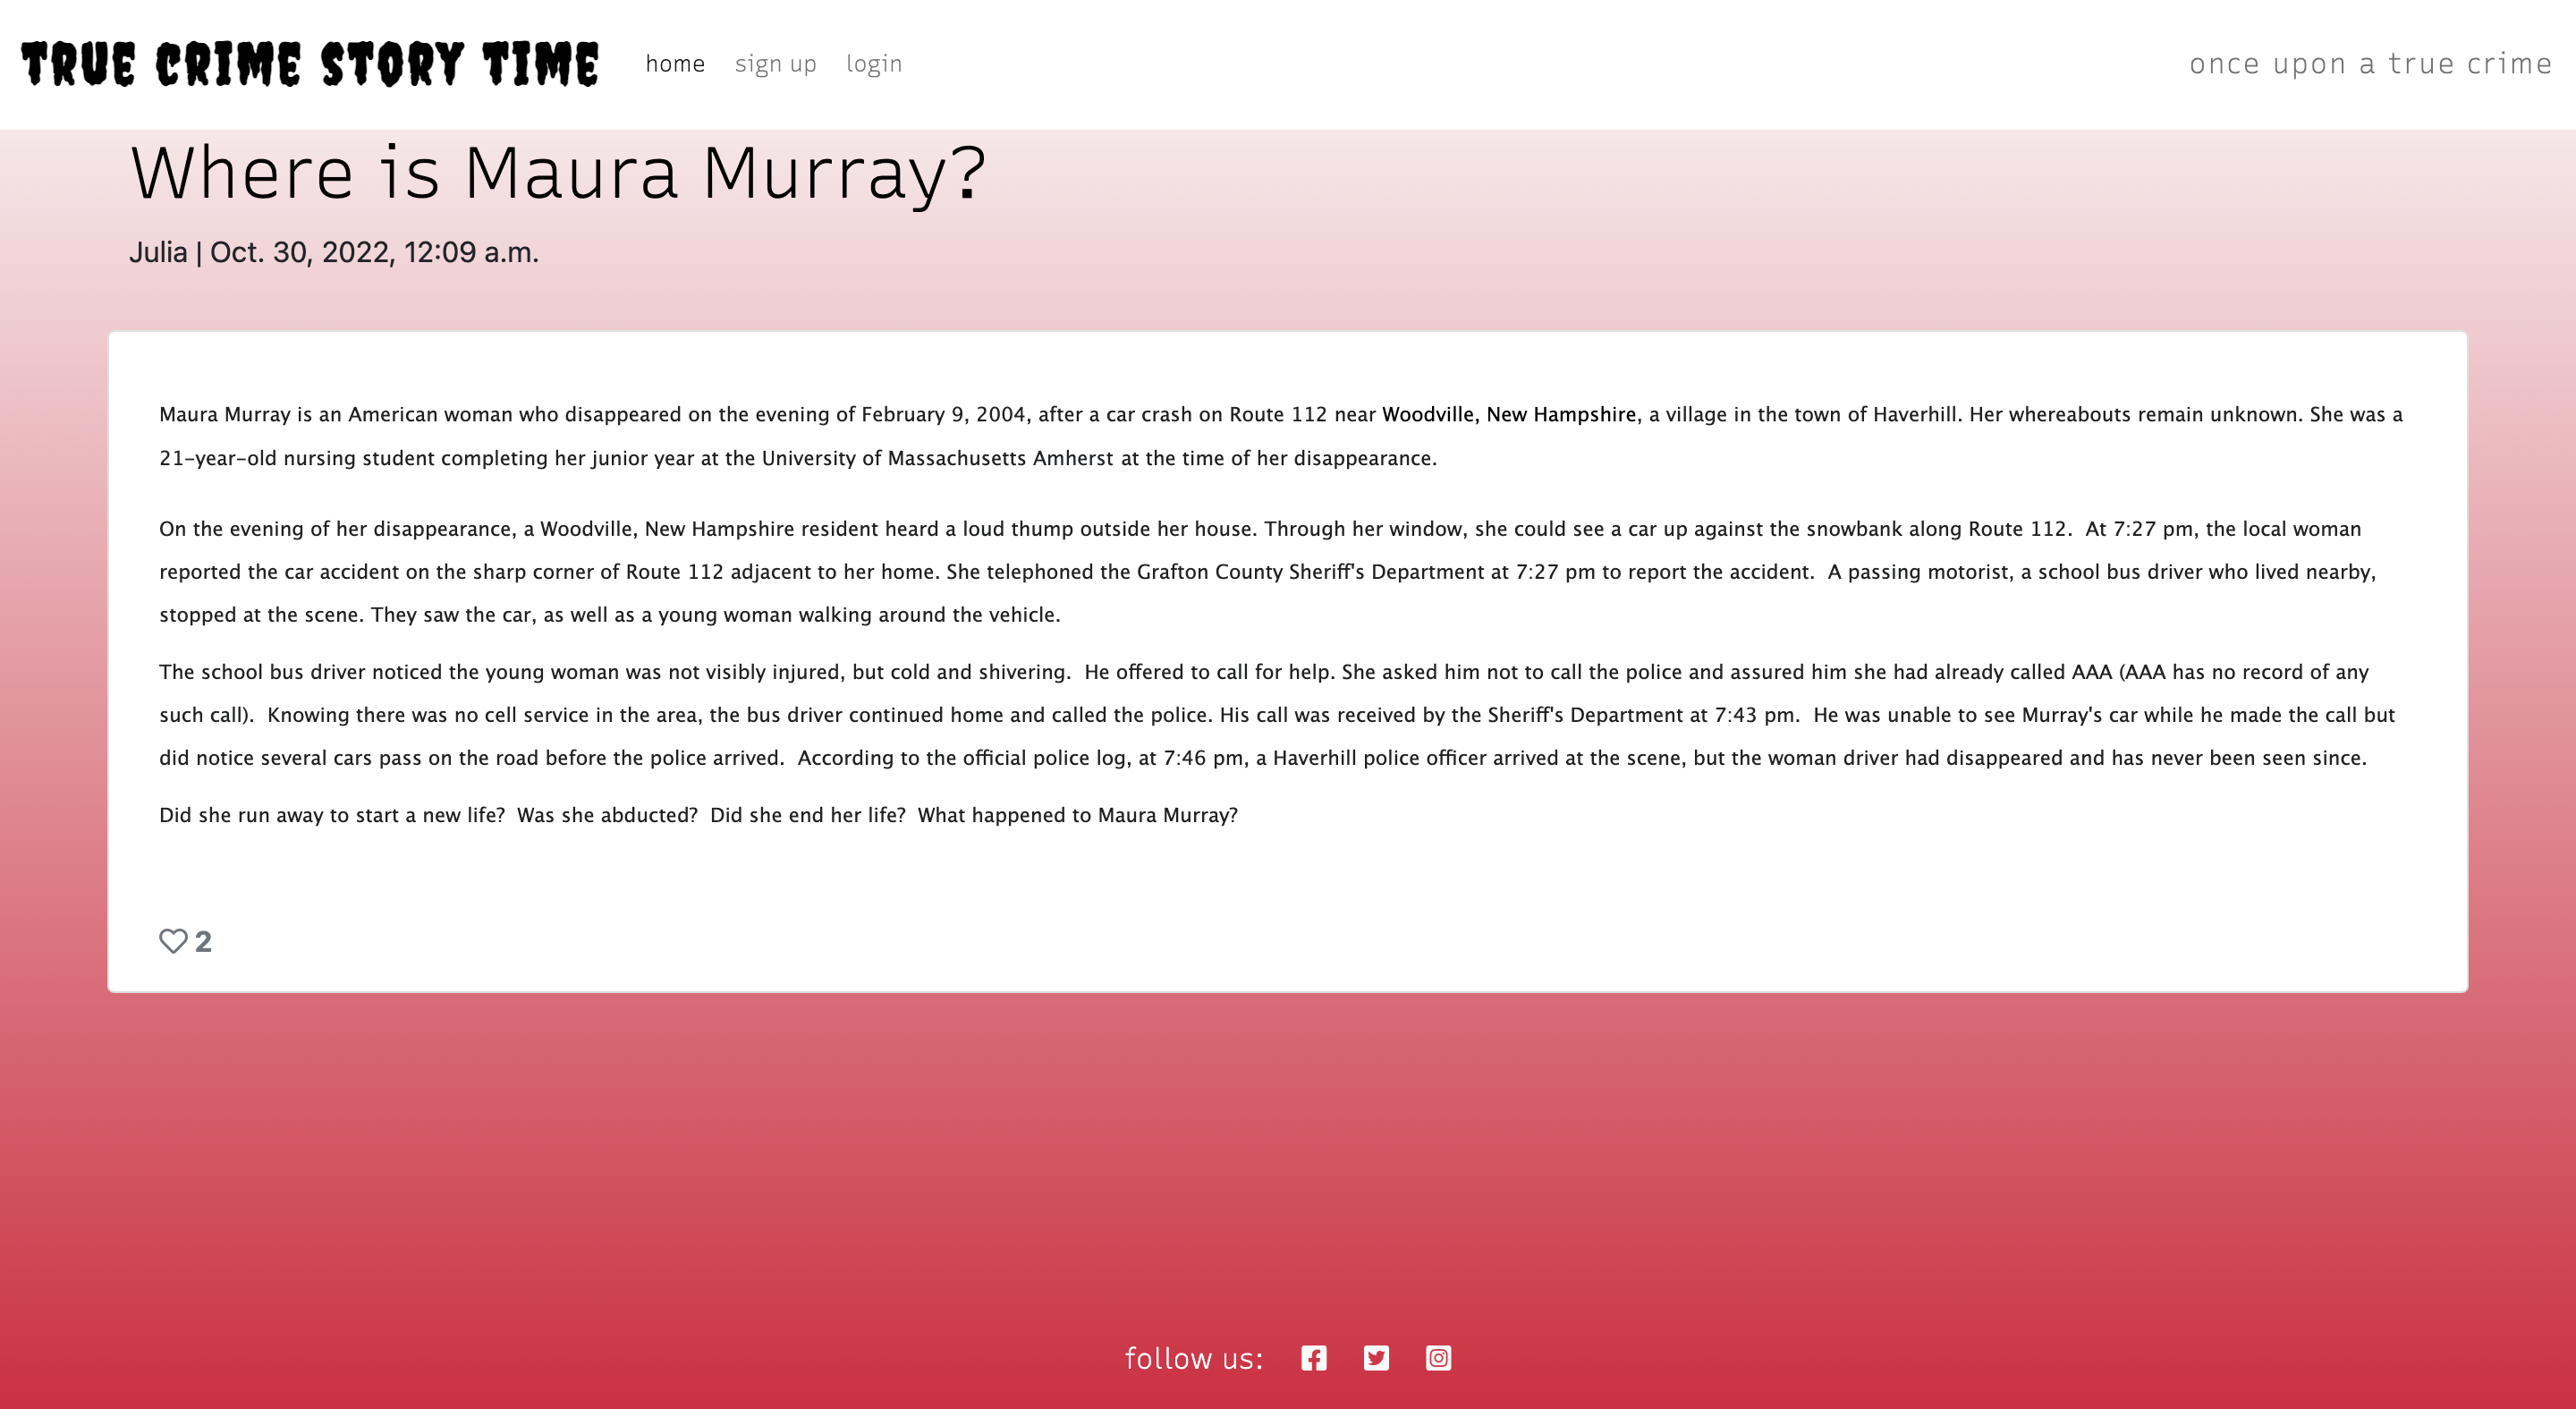 TRUE CRIME STORY TIME home sign up login once upon a true crime
Where is Maura Murray?
Julia | Oct. 30, 2022, 12:09 a.m.
Maura Murray is an American woman who disappeared on the evening of February 9, 2004, after a car crash on Route 112 near Woodville, New Hampshire, a village in the town of Haverhill. Her whereabouts remain unknown. She was a
21-year-old nursing student completing her junior year at the University of Massachusetts Amherst at the time of her disappearance.
On the evening of her disappearance, a Woodville, New Hampshire resident heard a loud thump outside her house. Through her window, she could see a car up against the snowbank along Route 112.  At 7:27 pm, the local woman
reported the car accident on the sharp corner of Route 112 adjacent to her home. She telephoned the Grafton County Sheriff's Department at 7:27 pm to report the accident.  A passing motorist, a school bus driver who lived nearby,
stopped at the scene. They saw the car, as well as a young woman walking around the vehicle.
The school bus driver noticed the young woman was not visibly injured, but cold and shivering.  He offered to call for help. She asked him not to call the police and assured him she had already called AAA (AAA has no record of any
such call).  Knowing there was no cell service in the area, the bus driver continued home and called the police. His call was received by the Sheriff's Department at 7:43 pm.  He was unable to see Murray's car while he made the call but
did notice several cars pass on the road before the police arrived.  According to the official police log, at 7:46 pm, a Haverhill police officer arrived at the scene, but the woman driver had disappeared and has never been seen since.
Did she run away to start a new life?  Was she abducted?  Did she end her life?  What happened to Maura Murray?
2
follow us: